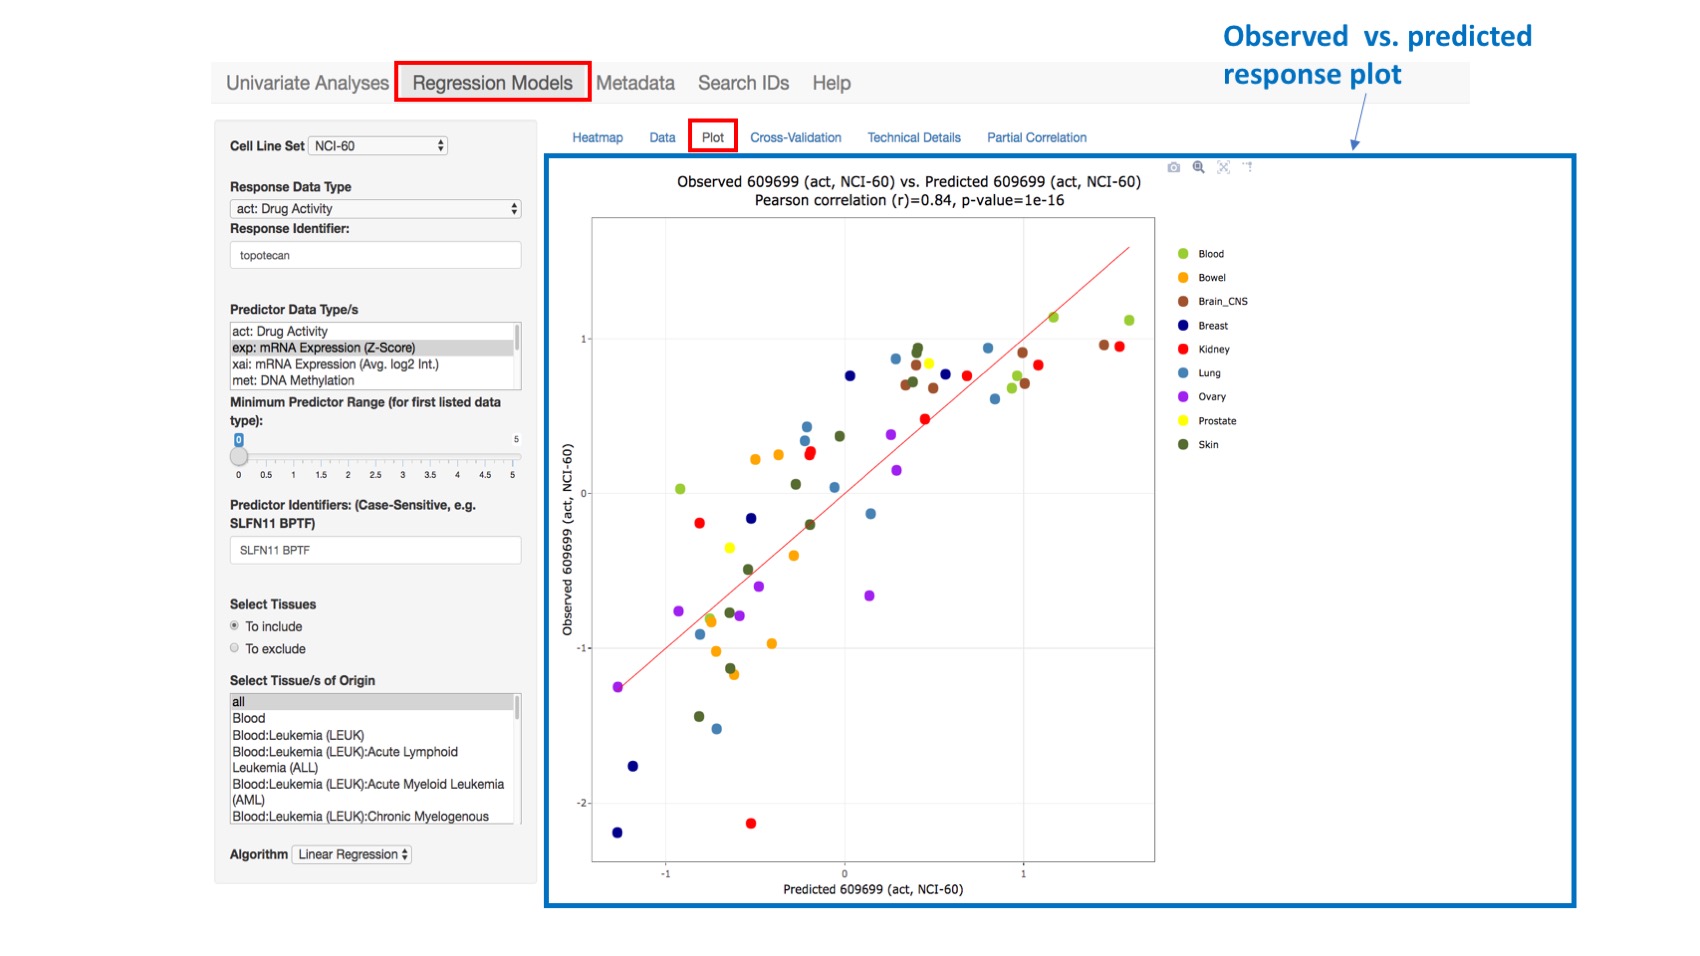 Observed  vs. predicted
response plot
Univariate Analyses
Regression Models
Metadata
Search IDs
Help
Cell Line Set
NCI-60
Response Data Type
act: Drug Activity
Response Identifier:
topotecan
Predictor Data Type/s
act: Drug Activity
exp: mRNA Expression (Z-Score)
xai: mRNA Expression (Avg. log2 Int.)
met: DNA Methylation
Minimum Predictor Range (for first listed data
type):
0
5
0
0.5
1
1.5
2
2.5
3
3.5
4
4.5
5
Predictor Identifiers: (Case-Sensitive, e.g.
SLFN11 BPTF)
SLFN11 BPTF
Select Tissues
To include
To exclude
Select Tissue/s of Origin
all
Blood
Blood:Leukemia (LEUK)
Blood:Leukemia (LEUK):Acute Lymphoid
Leukemia (ALL)
Blood:Leukemia (LEUK):Acute Myeloid Leukemia
(AML)
Blood:Leukemia (LEUK):Chronic Myelogenous
Algorithm
Linear Regression
Heatmap
Data
Plot
Cross-Validation
Technical Details
Partial Correlation
Observed 609699 (act, NCI-60) vs. Predicted 609699 (act, NCI-60)
Pearson correlation (r)=0.84, p-value=1e-16
Observed 609699 (act, NCI-60)
1
0
-1
-2
-1
0
1
Predicted 609699 (act, NCI-60)
Blood
Bowel
Brain_CNS
Breast
Kidney
Lung
Ovary
Prostate
Skin